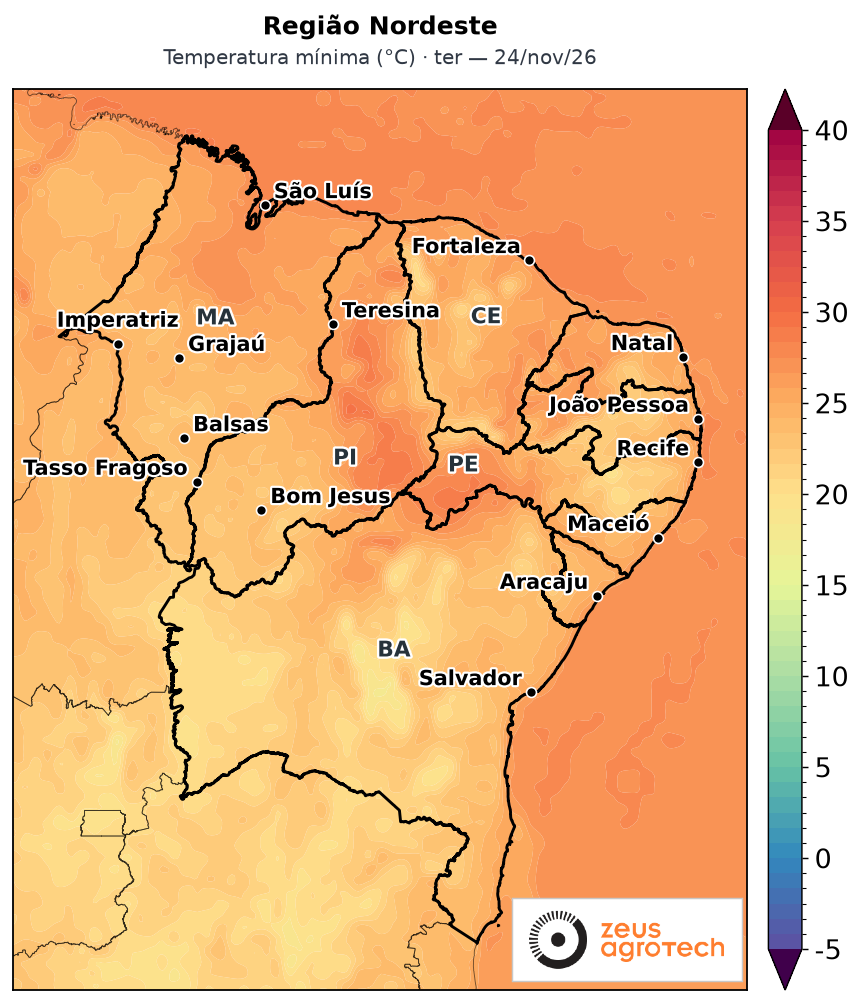 Região Nordeste
Temperatura mínima (°C) · ter — 24/nov/26
São Luís
Fortaleza
Teresina
Imperatriz
MA
CE
Grajaú
Natal
João Pessoa
Balsas
Recife
PI
PE
Tasso Fragoso
Bom Jesus
Maceió
Aracaju
BA
Salvador
40
35
30
25
20
15
10
5
0
-5
zeus
agrotech